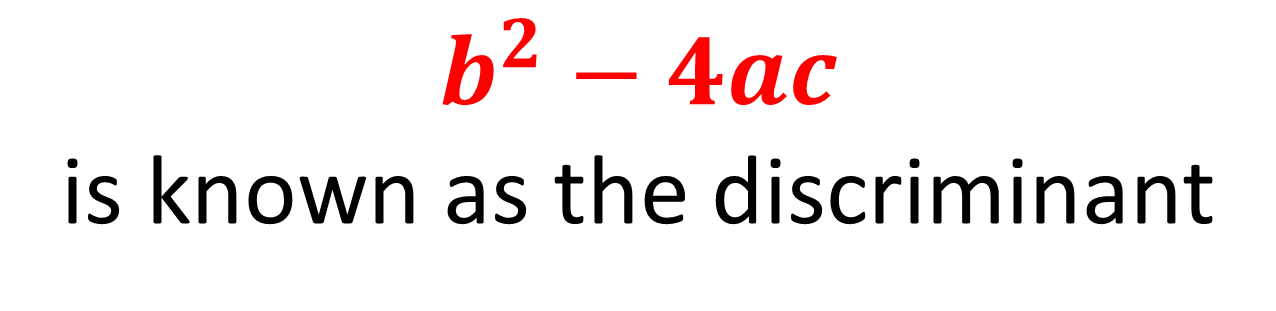 b² − 4ac
is known as the discriminant